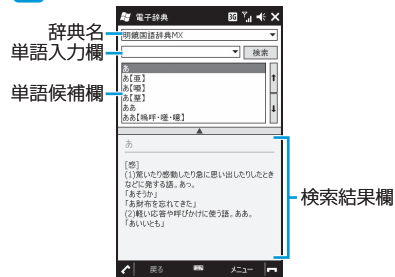 電子辞典
3G
辞典名
明鏡国語辞典MX
単語入力欄
検索
単語候補欄
あ
あ【亜】
あ【唖】
あ【堊】
ああ
ああ【嗚呼・嗟・噫】
あ
[感]
(1)驚いたり感動したり急に思い出したりしたとき
などに発する語。あっ。
「あそうか」
「あ財布を忘れてきた」
(2)軽い応答や呼びかけに使う語。ああ。
「あいいとも」
検索結果欄
戻る
メニュー